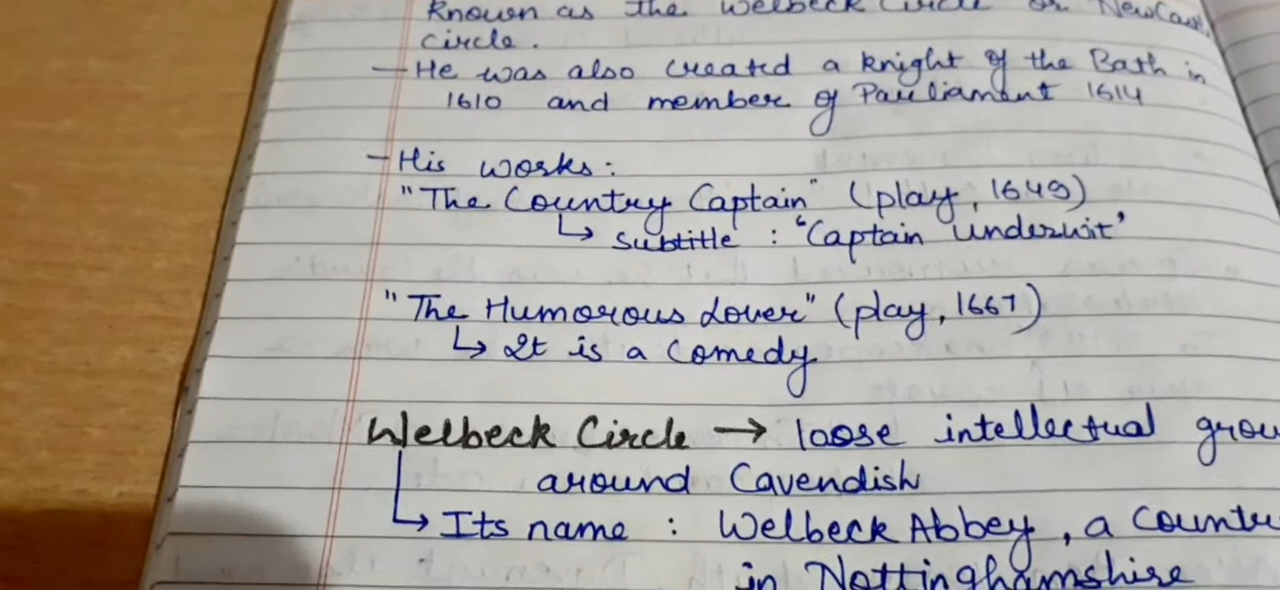 Known as the Welbeck Circle or NewCast
circle.
– He was also created a knight of the Bath in
1610 and member of Parliament 1614
– His works:
"The Country Captain" (play, 1649)
↳ subtitle : 'Captain Underwit'
"The Humorous Lover" (play, 1667)
↳ It is a comedy
Welbeck Circle → loose intellectual grou
around Cavendish
↳ Its name : Welbeck Abbey, a Countr
in Nottinghamshire